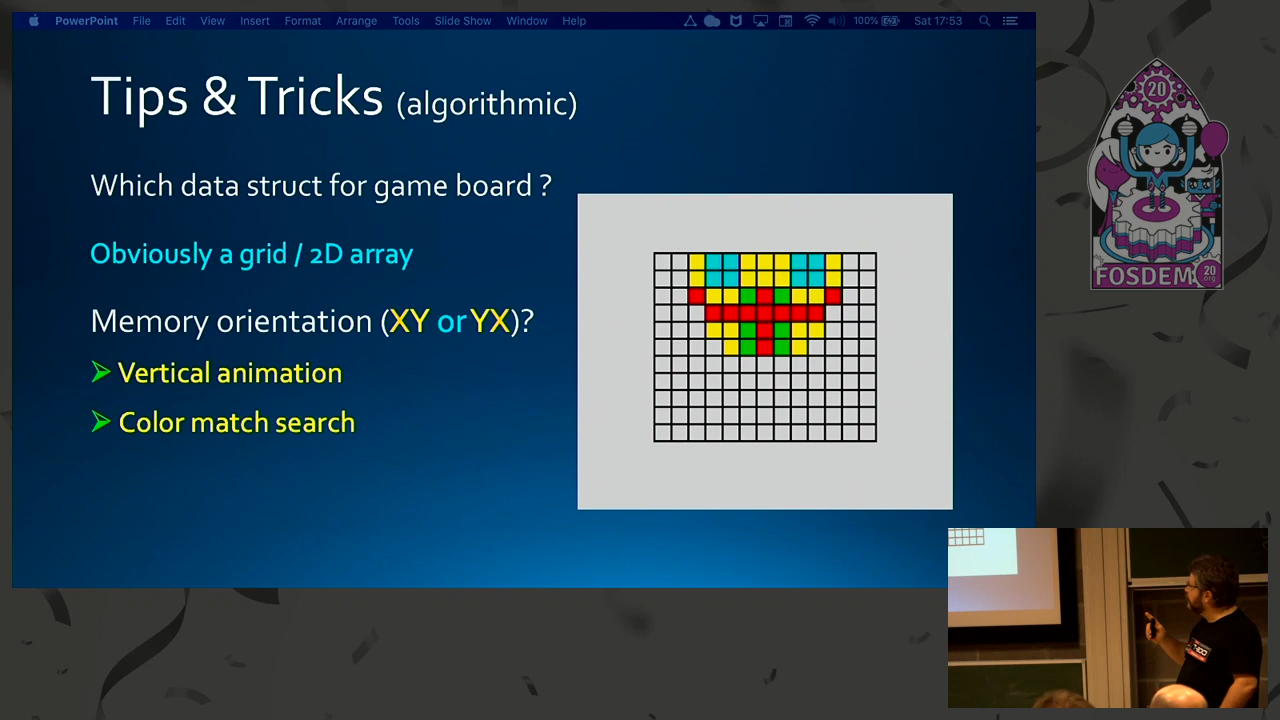 PowerPoint File Edit View Insert Format Arrange Tools Slide Show Window Help 100% Sat 17:53
Tips & Tricks (algorithmic)
Which data struct for game board ?
Obviously a grid / 2D array
Memory orientation (XY or YX)?
Vertical animation
Color match search
20
FOSDEM
20
.org